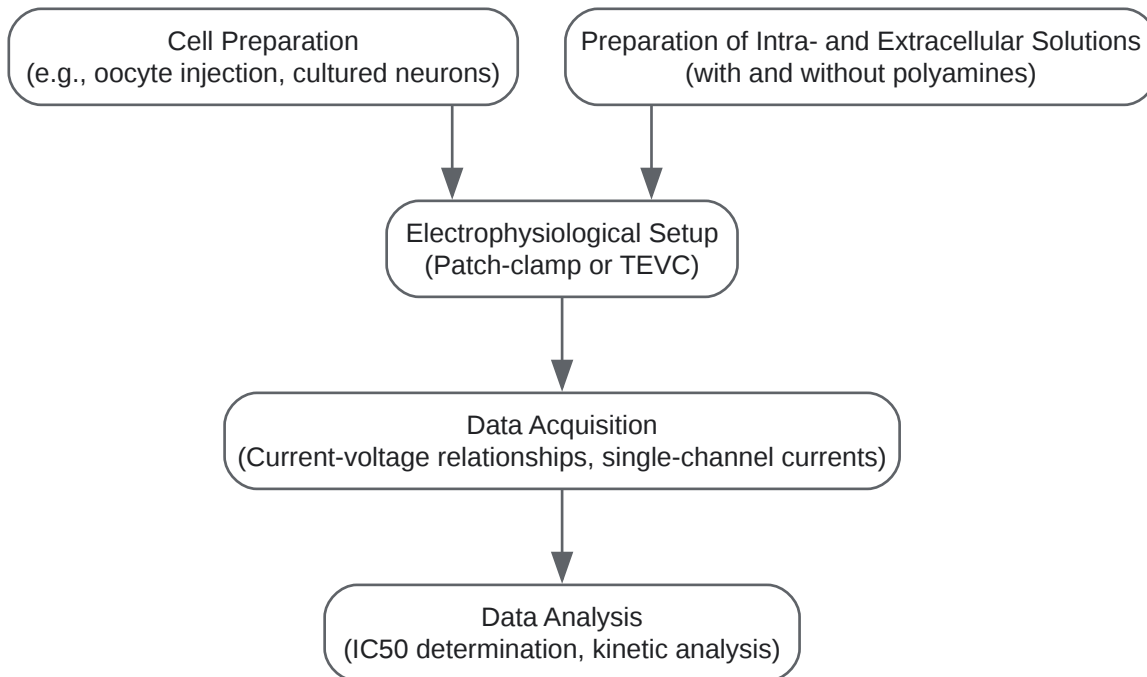 Cell Preparation
(e.g., oocyte injection, cultured neurons)
Preparation of Intra- and Extracellular Solutions
(with and without polyamines)
Electrophysiological Setup
(Patch-clamp or TEVC)
Data Acquisition
(Current-voltage relationships, single-channel currents)
Data Analysis
(IC50 determination, kinetic analysis)